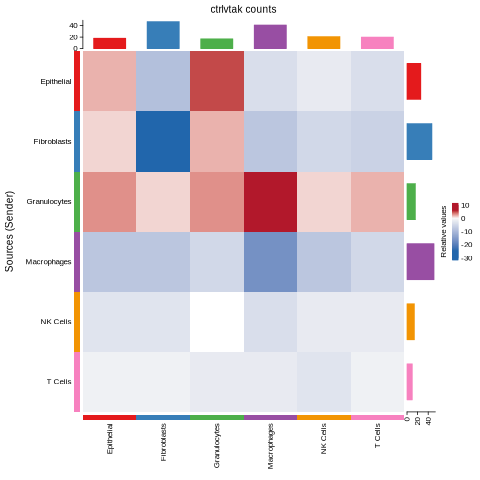 ctrlvtak counts
40
20
0
Epithelial
Fibroblasts
Granulocytes
Macrophages
NK Cells
T Cells
Sources (Sender)
Relative values
10
0
-10
-20
-30
0 20 40
Epithelial
Fibroblasts
Granulocytes
Macrophages
NK Cells
T Cells